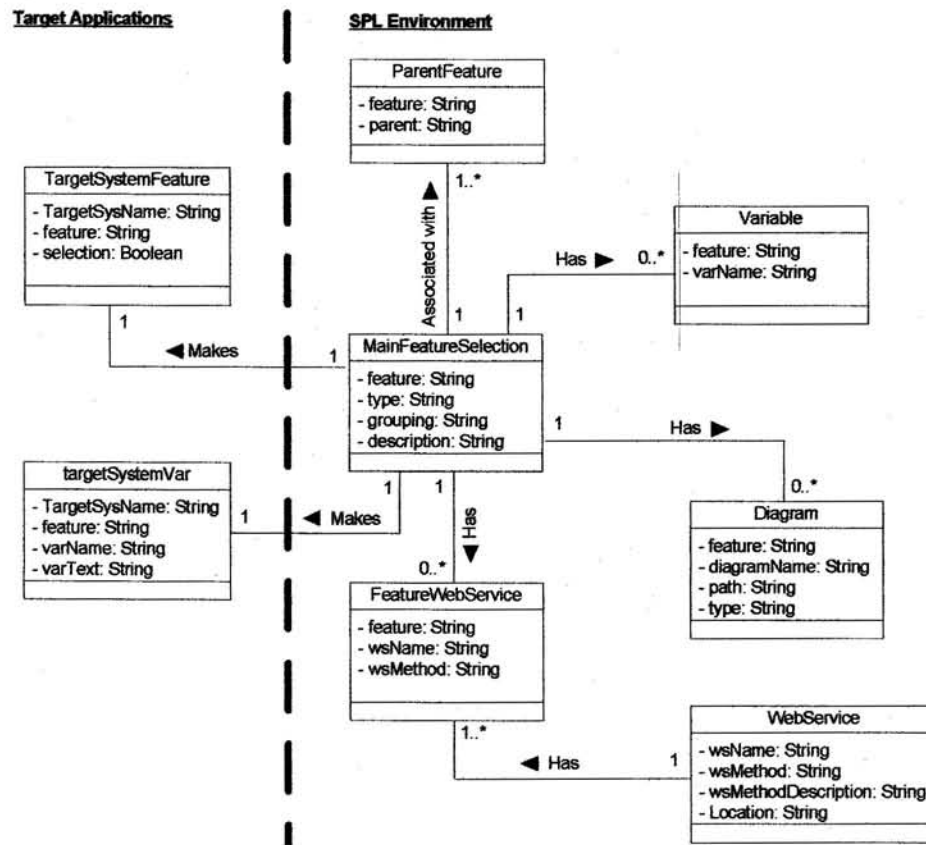 Target Applications
SPL Environment
ParentFeature
- feature: String
- parent: String
1..*
Associated with
1
TargetSystemFeature
- TargetSysName: String
- feature: String
- selection: Boolean
1
Makes
1
Variable
- feature: String
- varName: String
Has
0..*
1
MainFeatureSelection
- feature: String
- type: String
- grouping: String
- description: String
1
Has
0..*
Diagram
- feature: String
- diagramName: String
- path: String
- type: String
targetSystemVar
- TargetSysName: String
- feature: String
- varName: String
- varText: String
1
Makes
1
1
Has
0..*
FeatureWebService
- feature: String
- wsName: String
- wsMethod: String
1..*
Has
1
WebService
- wsName: String
- wsMethod: String
- wsMethodDescription: String
- Location: String